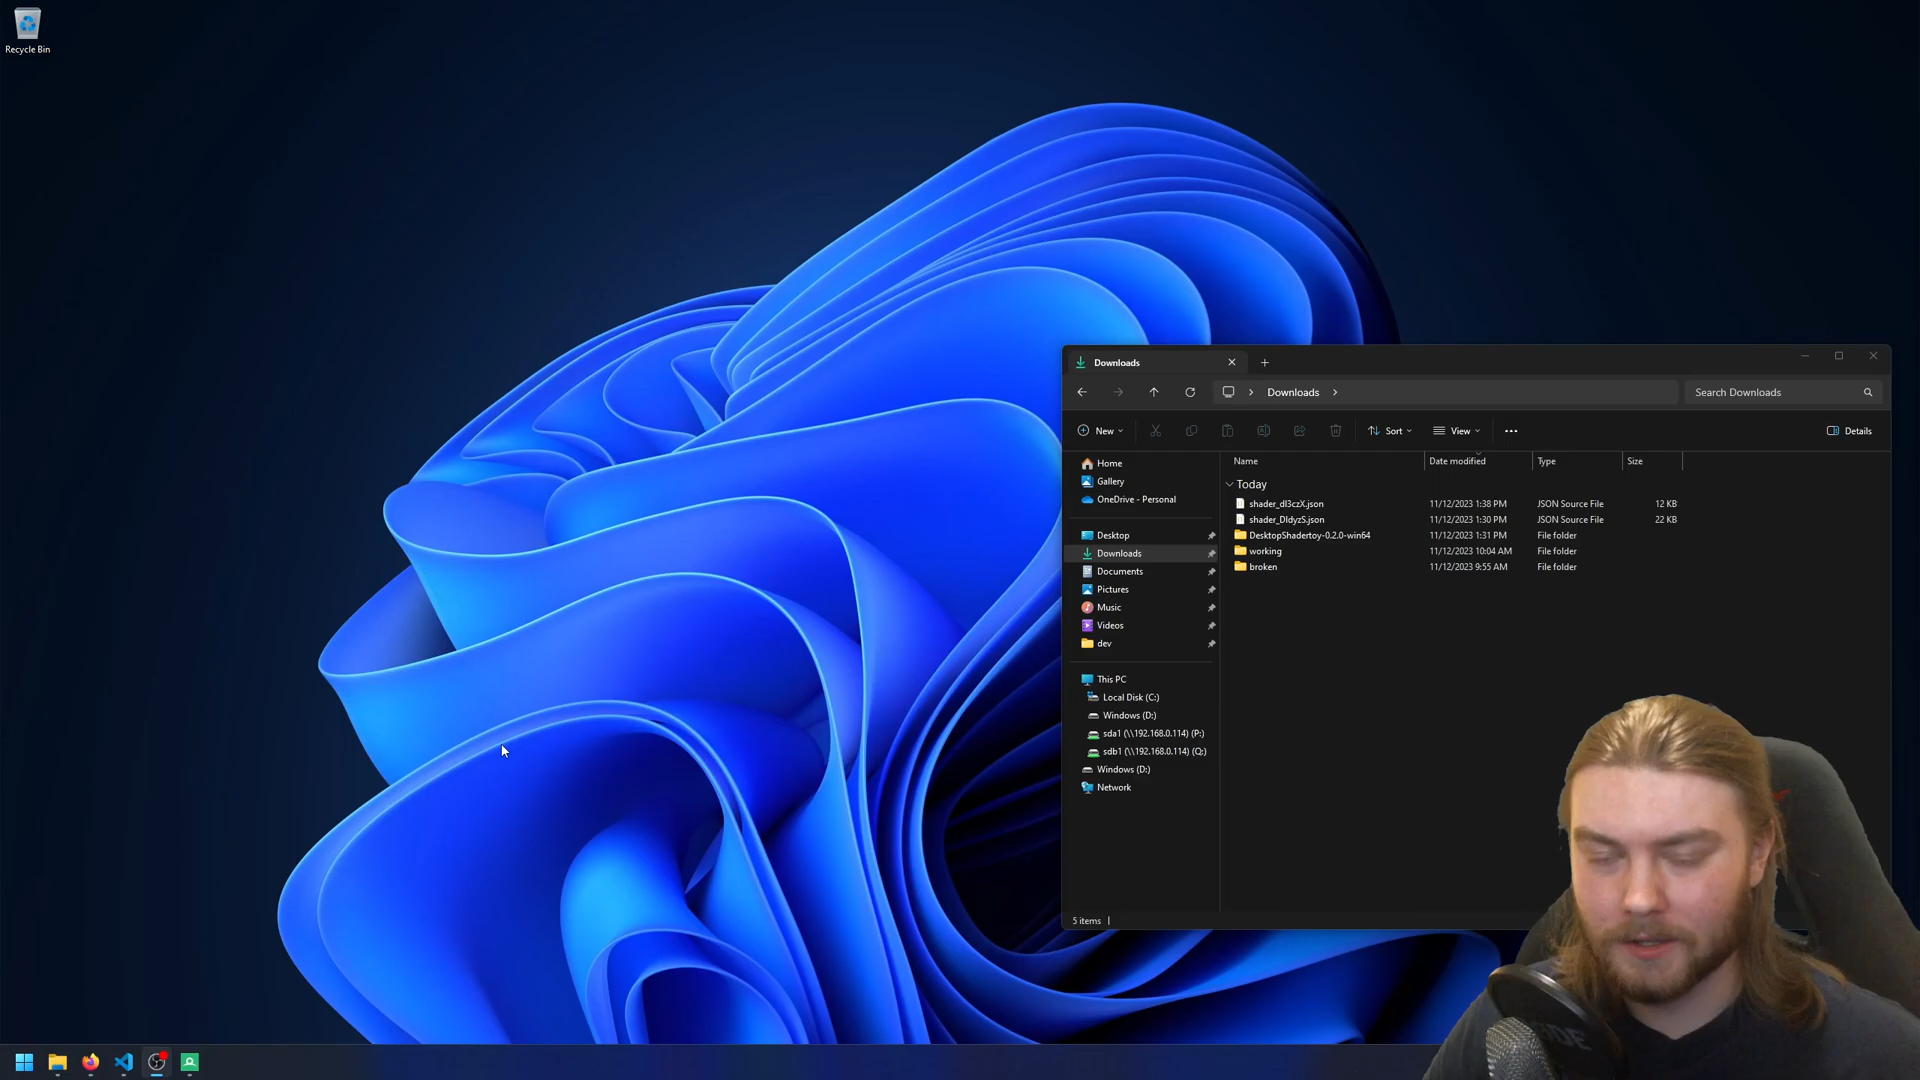 Recycle Bin
Downloads
Downloads
Search Downloads
New
Sort
View
Details
Home
Gallery
OneDrive - Personal
Desktop
Downloads
Documents
Pictures
Music
Videos
dev
This PC
Local Disk (C:)
Windows (D:)
sda1 (\\192.168.0.114) (P:)
sdb1 (\\192.168.0.114) (Q:)
Windows (D:)
Network
Name Date modified Type Size
Today
shader_dl3czX.json 11/12/2023 1:38 PM JSON Source File 12 KB
shader_DldyzS.json 11/12/2023 1:30 PM JSON Source File 22 KB
DesktopShadertoy-0.2.0-win64 11/12/2023 1:31 PM File folder
working 11/12/2023 10:04 AM File folder
broken 11/12/2023 9:55 AM File folder
5 items